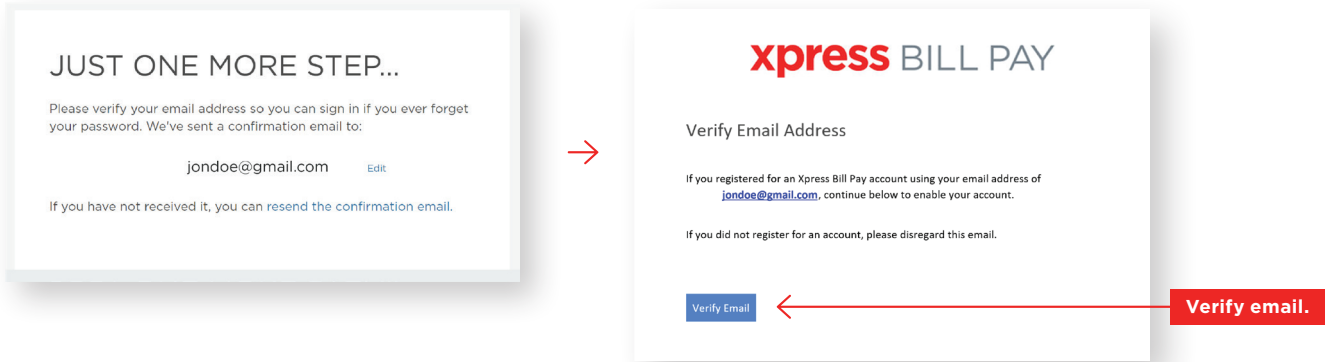 JUST ONE MORE STEP...
Please verify your email address so you can sign in if you ever forget
your password. We've sent a confirmation email to:
jondoe@gmail.com Edit
If you have not received it, you can resend the confirmation email.
xpress BILL PAY
Verify Email Address
If you registered for an Xpress Bill Pay account using your email address of
jondoe@gmail.com, continue below to enable your account.
If you did not register for an account, please disregard this email.
Verify Email
Verify email.